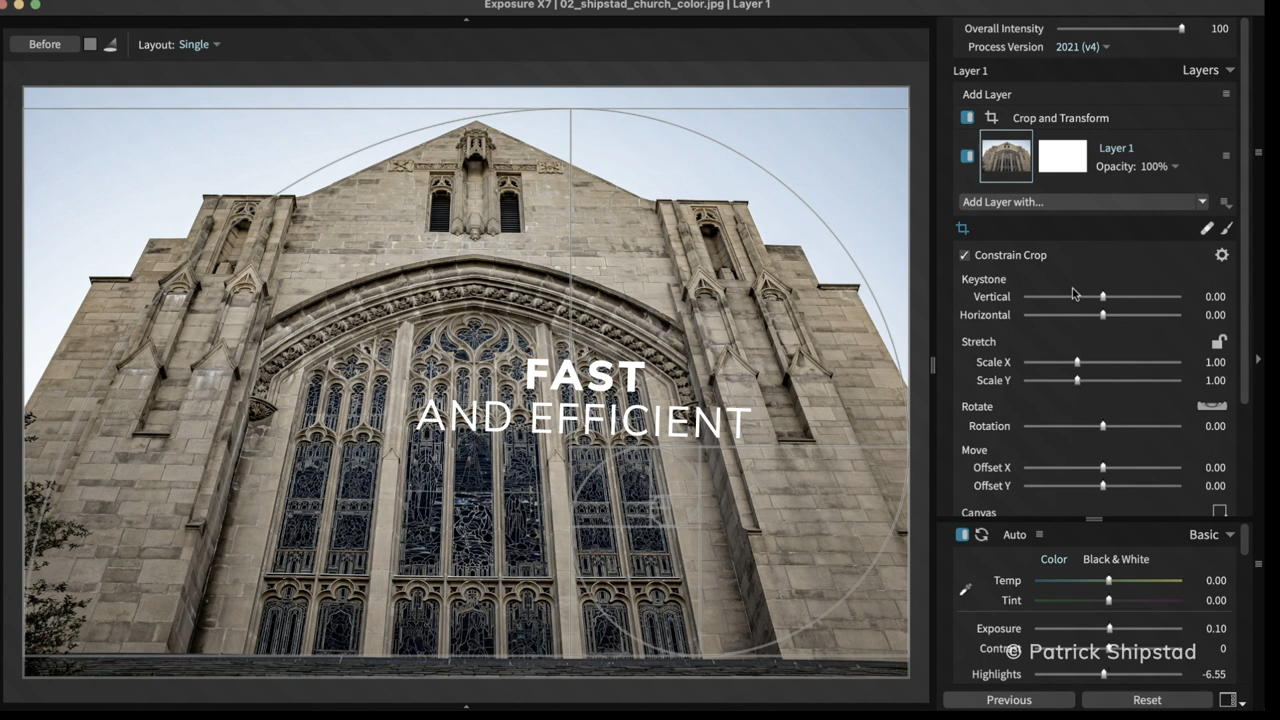 Exposure X7 | 02_shipstad_church_color.jpg | Layer 1
Before
Layout: Single
Overall Intensity 100
Process Version 2021 (v4)
Layer 1 Layers
Add Layer
Crop and Transform
Layer 1
Opacity: 100%
Add Layer with...
Constrain Crop
Keystone
Vertical 0.00
Horizontal 0.00
Stretch
Scale X 1.00
Scale Y 1.00
Rotate
Rotation 0.00
Move
Offset X 0.00
Offset Y 0.00
Canvas
Auto Basic
Color Black & White
Temp 0.00
Tint 0.00
Exposure 0.10
Contrast 0
© Patrick Shipstad
Highlights -6.55
Previous Reset
FAST
AND EFFICIENT